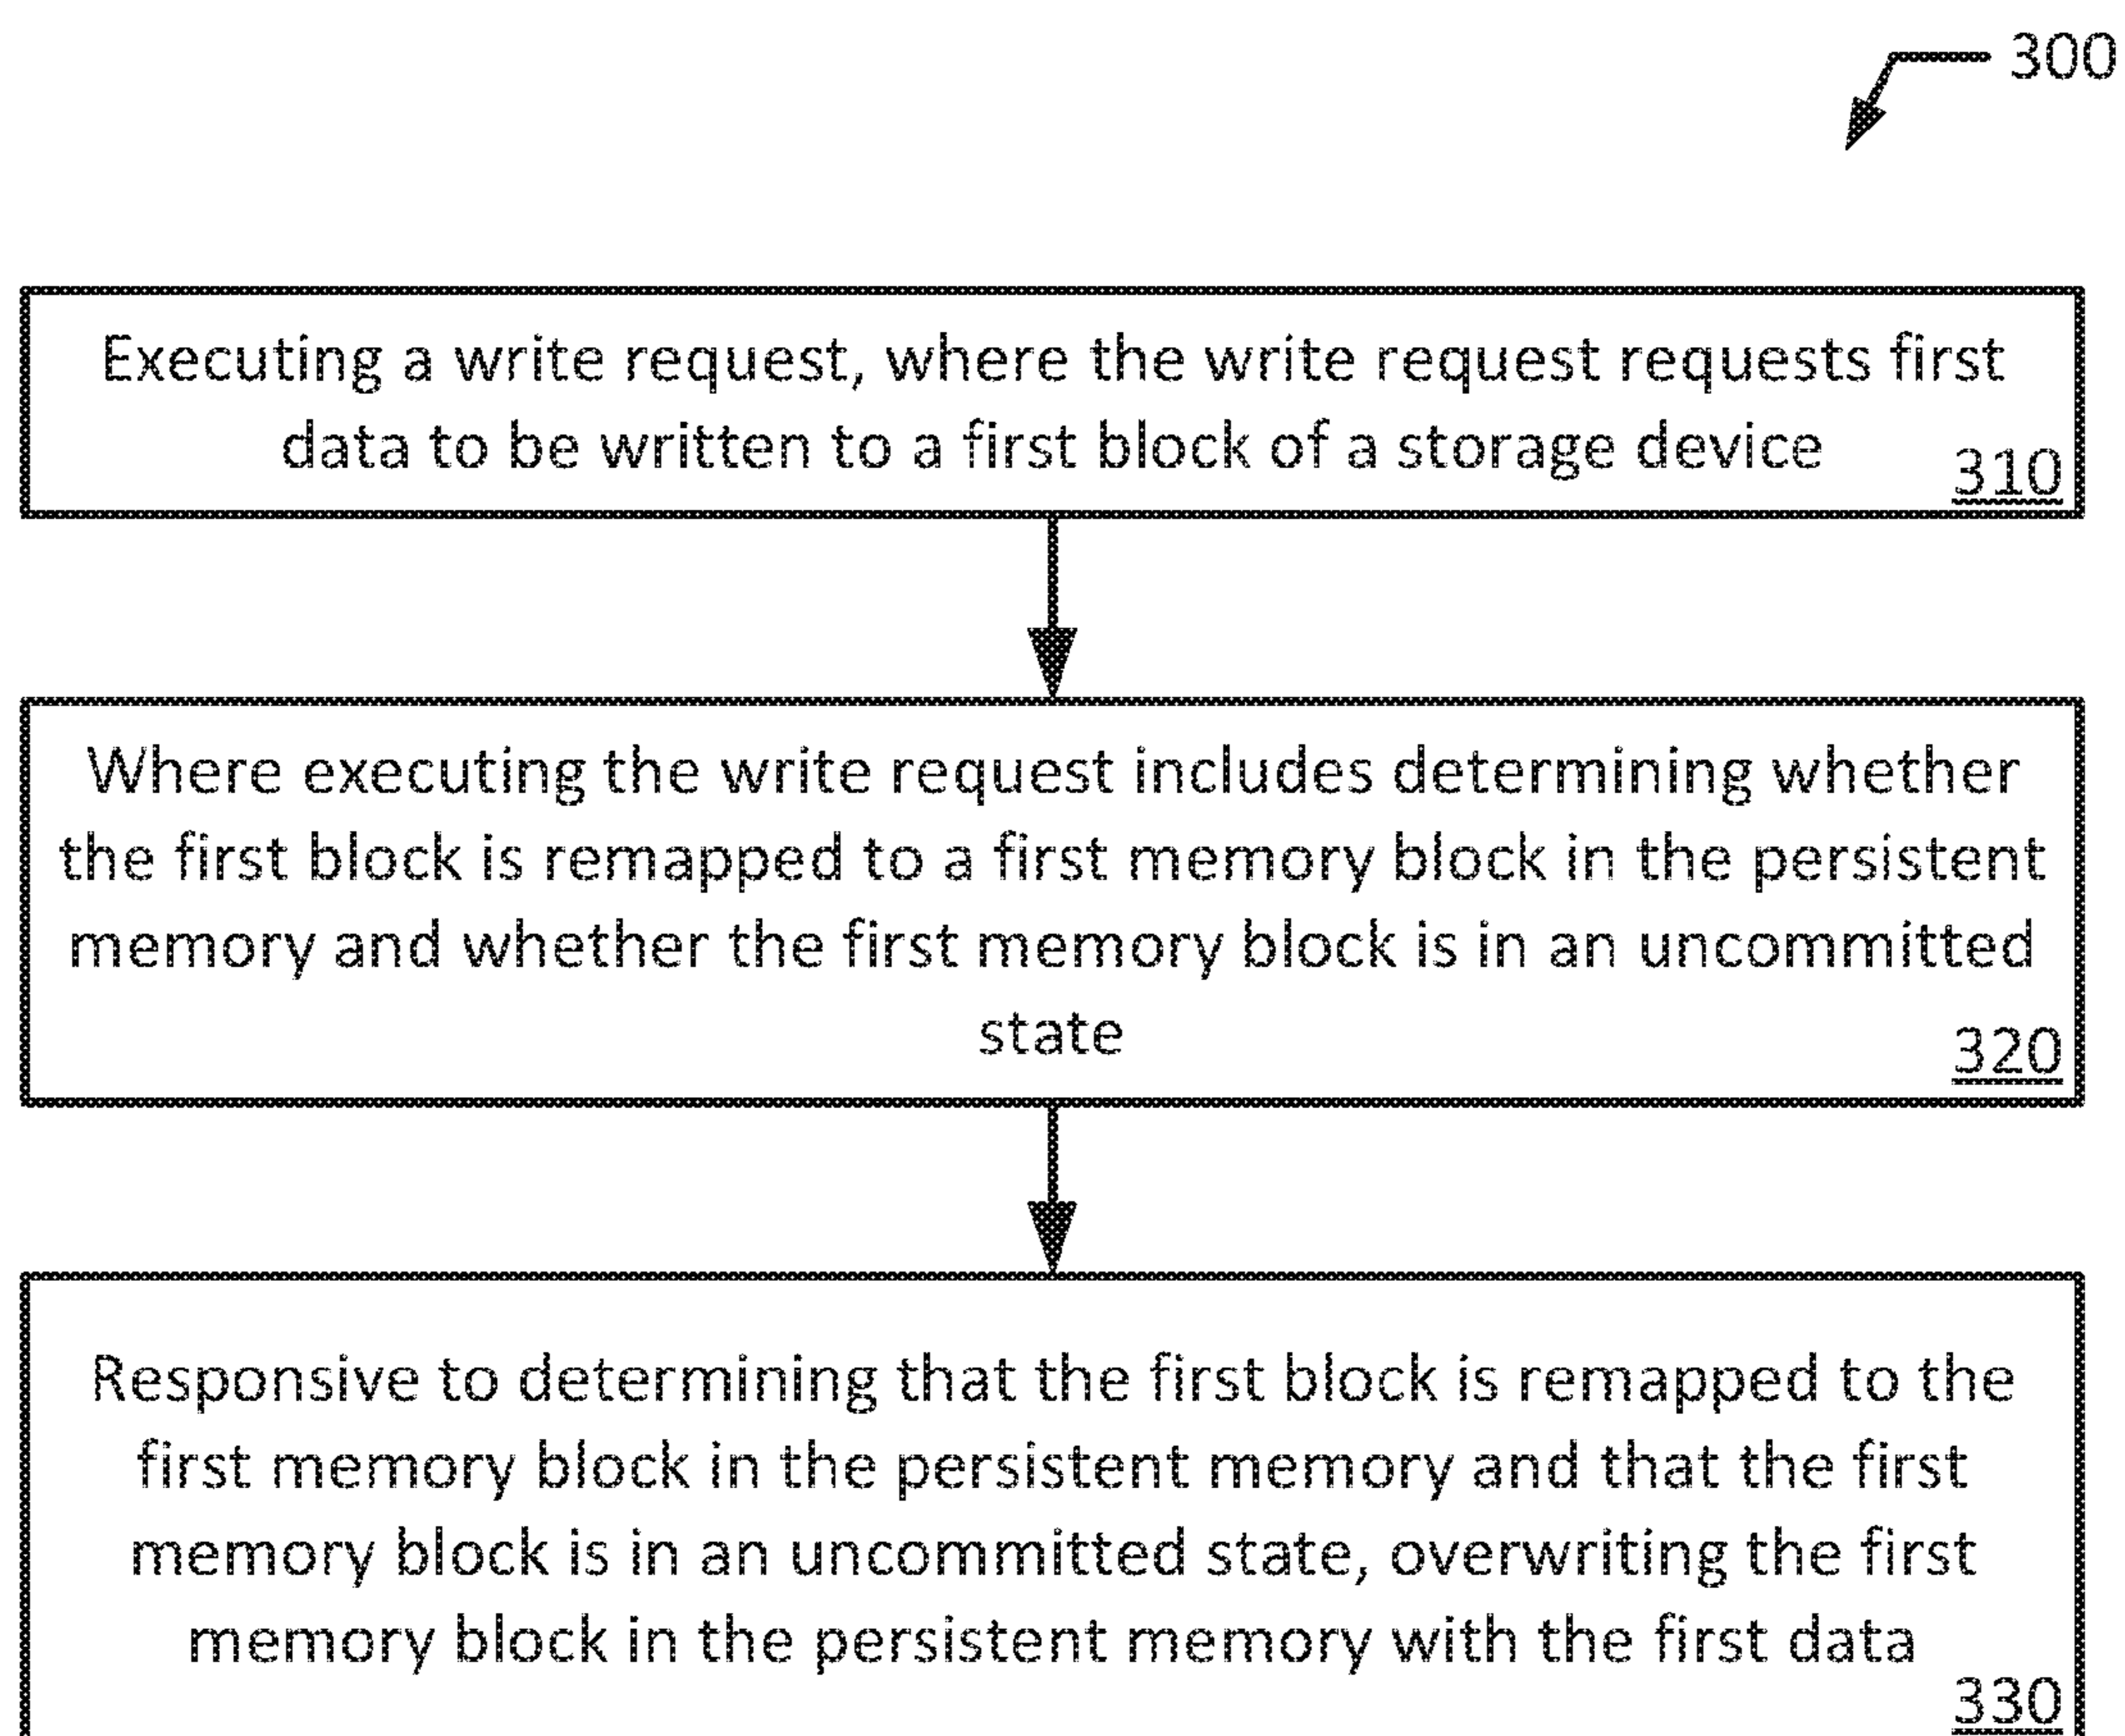 300
Executing a write request, where the write request requests first
data to be written to a first block of a storage device
310
Where executing the write request includes determining whether
the first block is remapped to a first memory block in the persistent
memory and whether the first memory block is in an uncommitted
state
320
Responsive to determining that the first block is remapped to the
first memory block in the persistent memory and that the first
memory block is in an uncommitted state, overwriting the first
memory block in the persistent memory with the first data
330